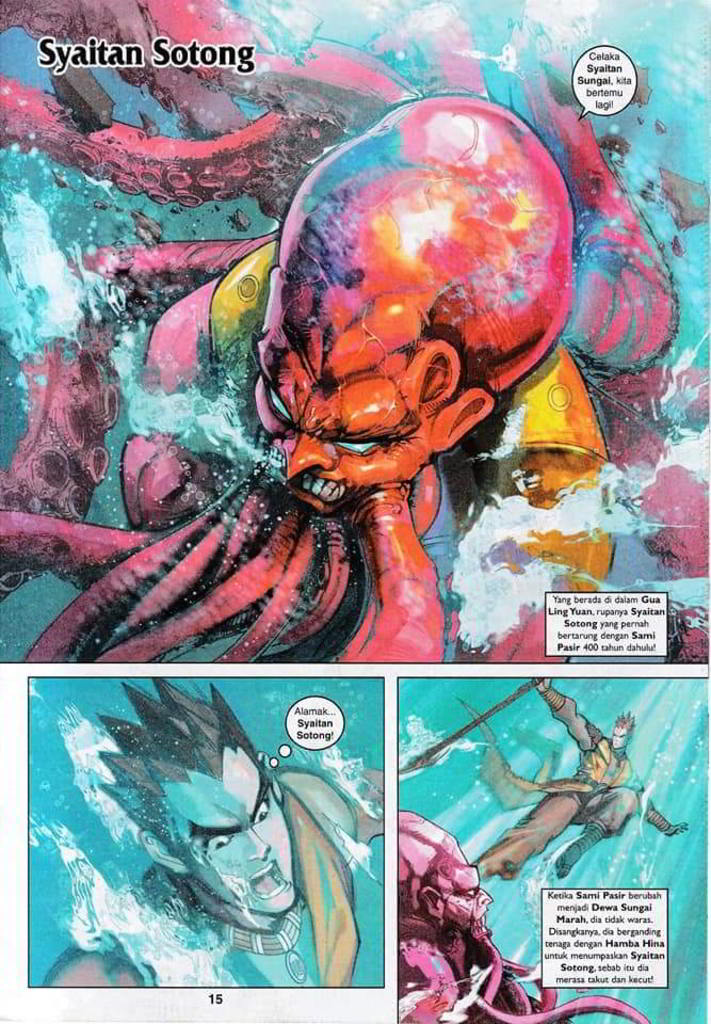 Syaitan Sotong
Celaka
Syaitan
Sungai, kita
bertemu
lagi!
Yang berada di dalam Gua
Ling Yuan, rupanya Syaitan
Sotong yang pernah
bertarung dengan Sami
Pasir 400 tahun dahulu!
Alamak...
Syaitan
Sotong!
Ketika Sami Pasir berubah
menjadi Dewa Sungai
Marah, dia tidak waras.
Disangkanya, dia berganding
tenaga dengan Hamba Hina
untuk menumpaskan Syaitan
Sotong, sebab itu dia
merasa takut dan kecut!
15